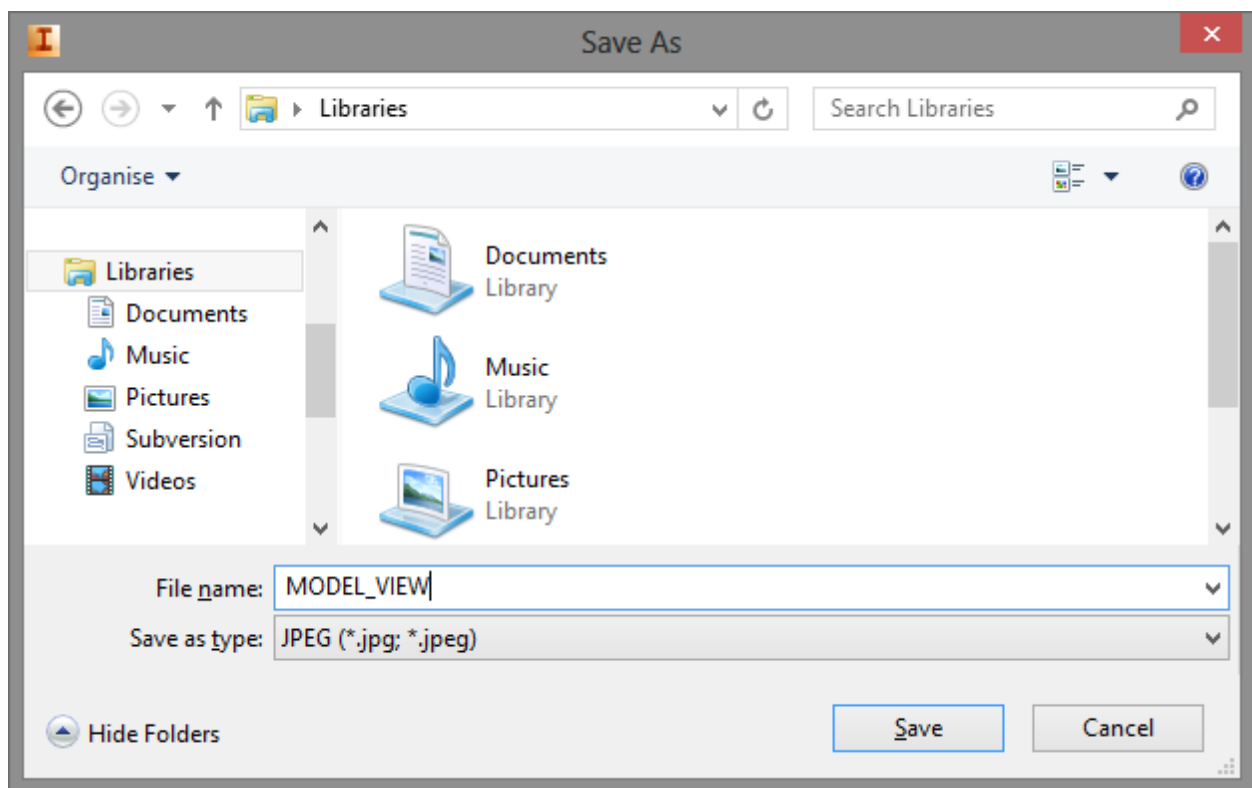 Save As
Libraries
Search Libraries
Organise
Libraries
Documents
Music
Pictures
Subversion
Videos
Documents
Library
Music
Library
Pictures
Library
File name: MODEL_VIEW
Save as type: JPEG (*.jpg; *.jpeg)
Hide Folders
Save
Cancel